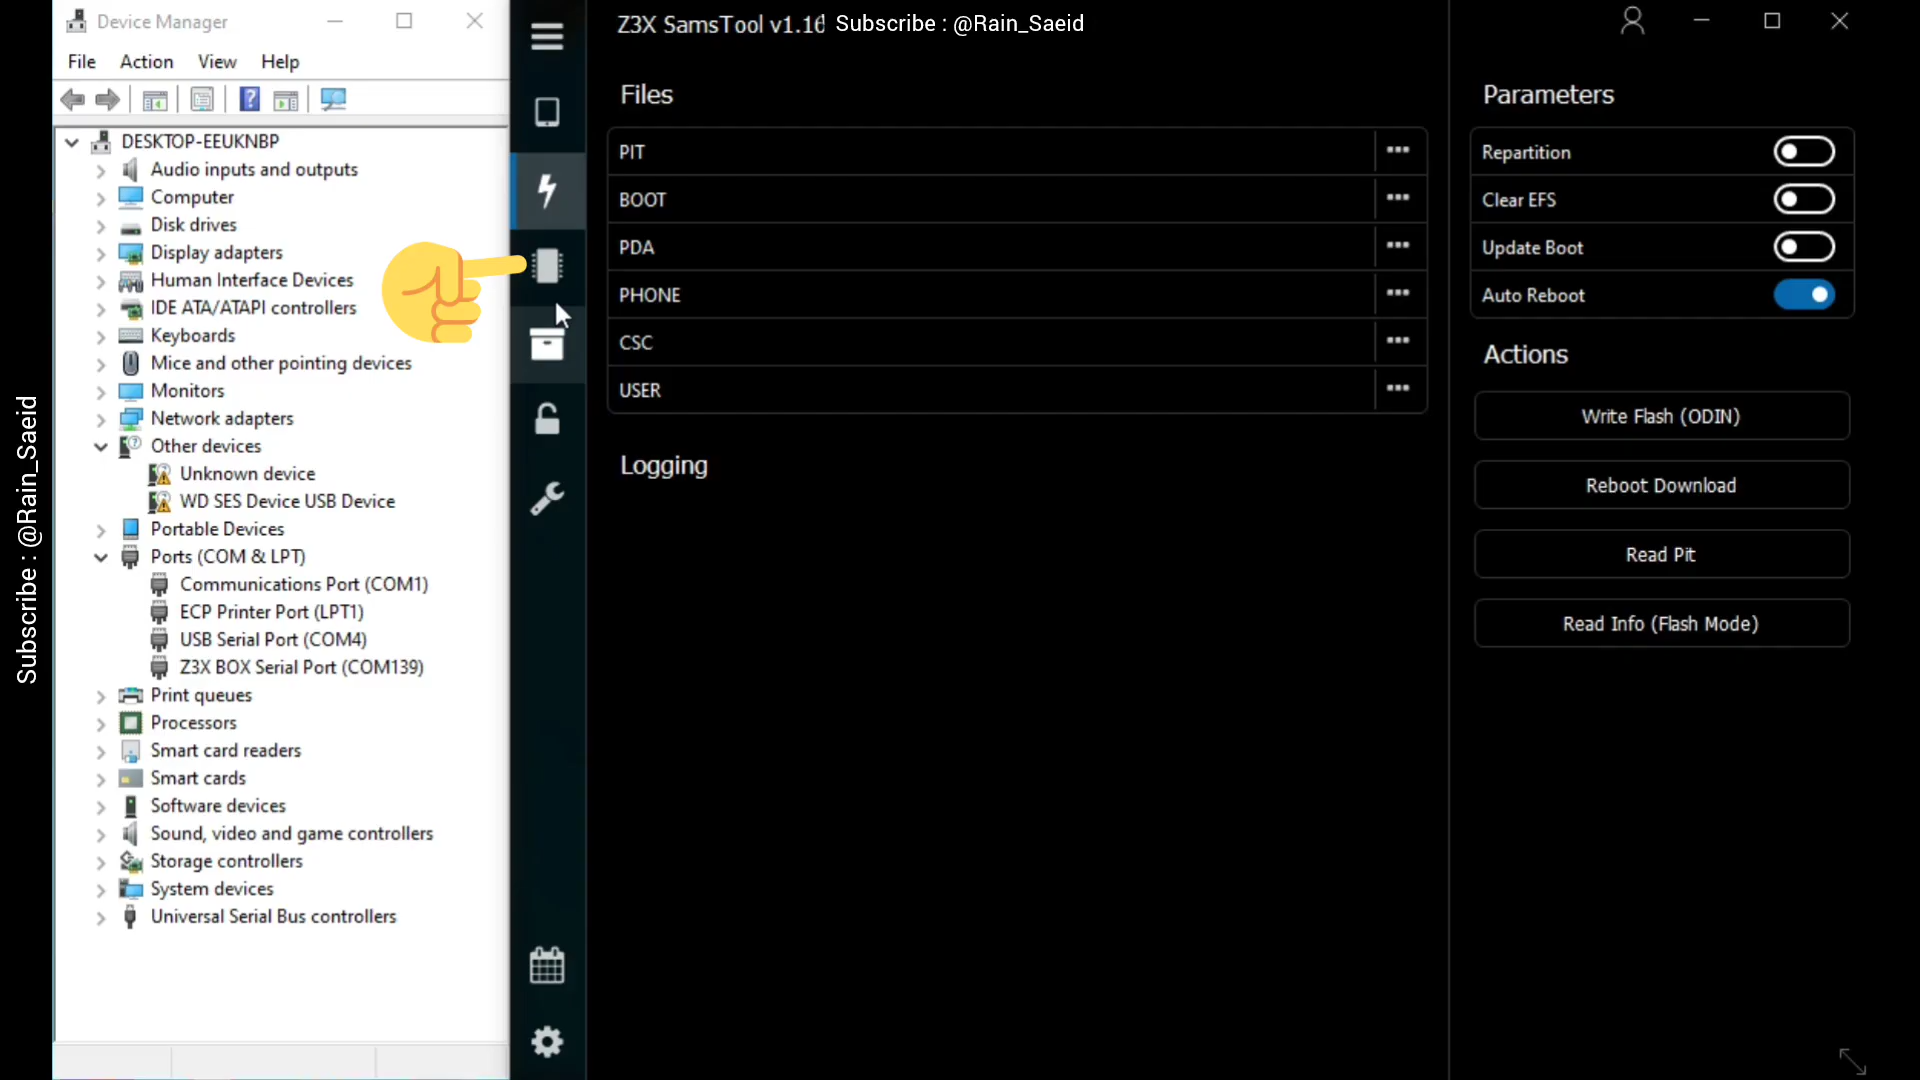 Device Manager
File Action View Help
DESKTOP-EEUKNBP
Audio inputs and outputs
Computer
Disk drives
Display adapters
Human Interface Devices
IDE ATA/ATAPI controllers
Keyboards
Mice and other pointing devices
Monitors
Network adapters
Other devices
Unknown device
WD SES Device USB Device
Portable Devices
Ports (COM & LPT)
Communications Port (COM1)
ECP Printer Port (LPT1)
USB Serial Port (COM4)
Z3X BOX Serial Port (COM139)
Print queues
Processors
Smart card readers
Smart cards
Software devices
Sound, video and game controllers
Storage controllers
System devices
Universal Serial Bus controllers
Subscribe : @Rain_Saeid
Z3X SamsTool v1.16
Subscribe : @Rain_Saeid
Files
PIT
BOOT
PDA
PHONE
CSC
USER
Logging
Parameters
Repartition
Clear EFS
Update Boot
Auto Reboot
Actions
Write Flash (ODIN)
Reboot Download
Read Pit
Read Info (Flash Mode)